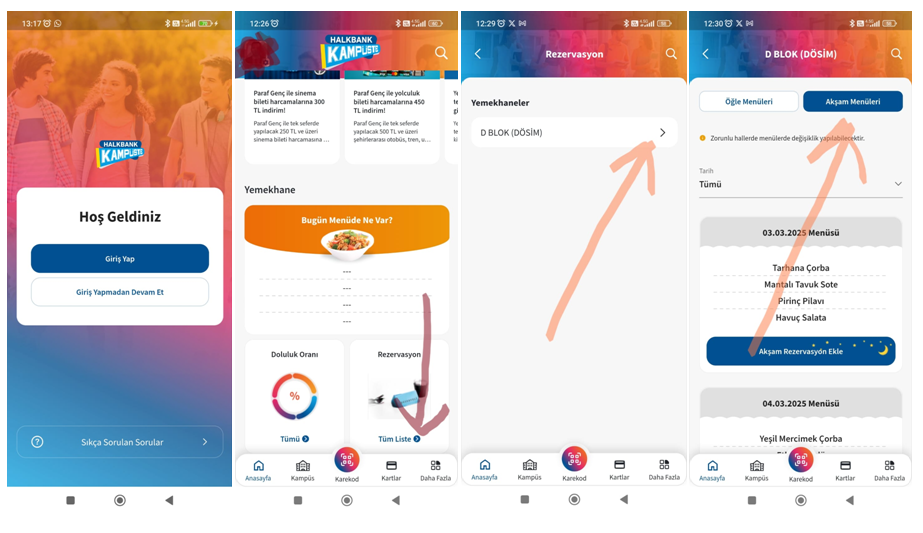 13:17
HALKBANK
KAMPÜSTE
Hoş Geldiniz
Giriş Yap
Giriş Yapmadan Devam Et
Sıkça Sorulan Sorular
12:26
HALKBANK
KAMPÜSTE
Paraf Genç ile sinema
bileti harcamalarına 300
TL indirim!
Paraf Genç ile tek seferde
yapılacak 250 TL ve üzeri
sinema bileti harcamasına ...
Paraf Genç ile yolculuk
bileti harcamalarına 450
TL indirim!
Paraf Genç ile tek seferde
yapılacak 500 TL ve üzeri
şehirlerarası otobüs, tren, u...
Yemekhane
Bugün Menüde Ne Var?
---
---
---
---
Doluluk Oranı
%
Tümü
Rezervasyon
Tüm Liste
Anasayfa
Kampüs
Karekod
Kartlar
Daha Fazla
12:29
Rezervasyon
Yemekhaneler
D BLOK (DÖSİM)
Anasayfa
Kampüs
Karekod
Kartlar
Daha Fazla
12:30
D BLOK (DÖSİM)
Öğle Menüleri
Akşam Menüleri
Zorunlu hallerde menülerde değişiklik yapılabilecektir.
Tarih
Tümü
03.03.2025 Menüsü
Tarhana Çorba
Mantalı Tavuk Sote
Pirinç Pilavı
Havuç Salata
Akşam Rezervasyon Ekle
04.03.2025 Menüsü
Yeşil Mercimek Çorba
Anasayfa
Kampüs
Karekod
Kartlar
Daha Fazla